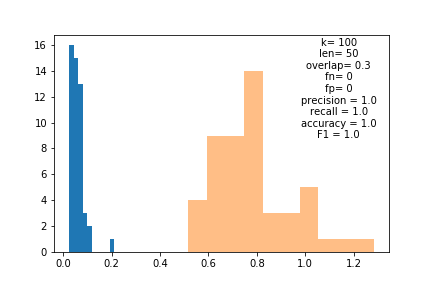 k= 100
len= 50
overlap= 0.3
fn= 0
fp= 0
precision = 1.0
recall = 1.0
accuracy = 1.0
F1 = 1.0
16
14
12
10
8
6
4
2
0
0.0 0.2 0.4 0.6 0.8 1.0 1.2